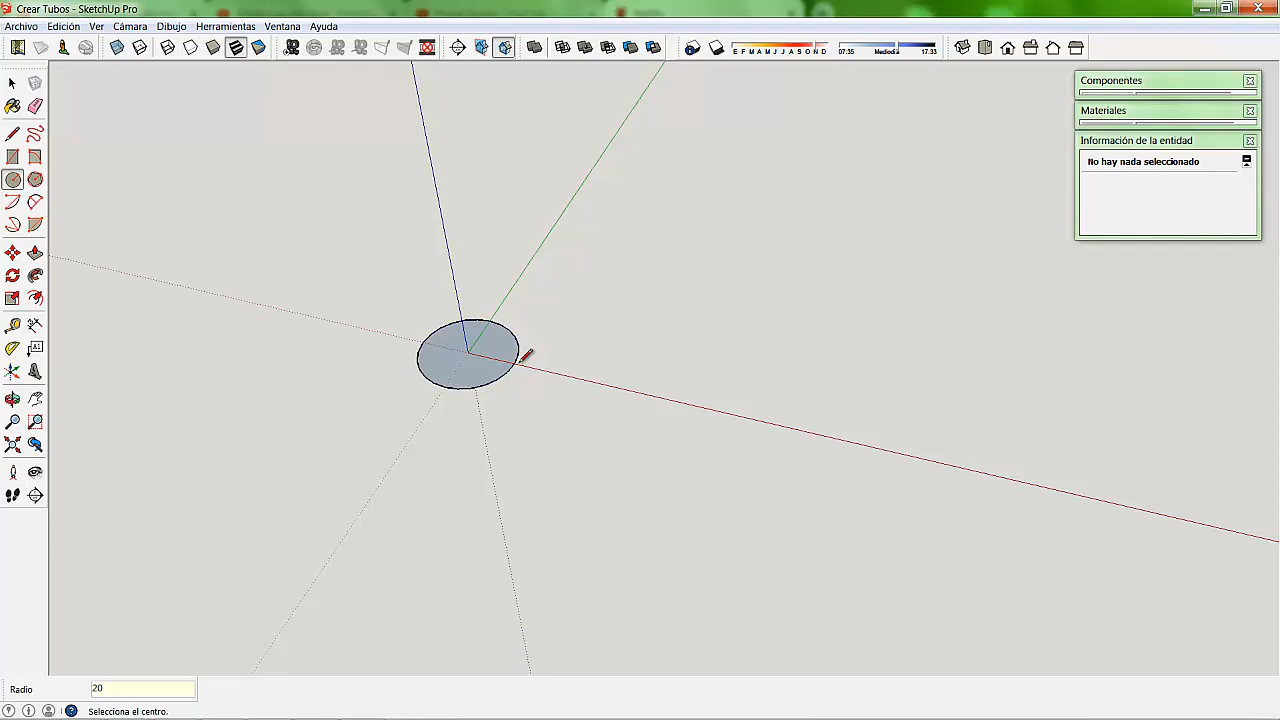 Crear Tubos - SketchUp Pro
Archivo Edición Ver Cámara Dibujo Herramientas Ventana Ayuda
E F M A M J J A S O N D
07:35 Mediodía 17:33
Componentes
Materiales
Información de la entidad
No hay nada seleccionado
A1
Radio 20
Selecciona el centro.